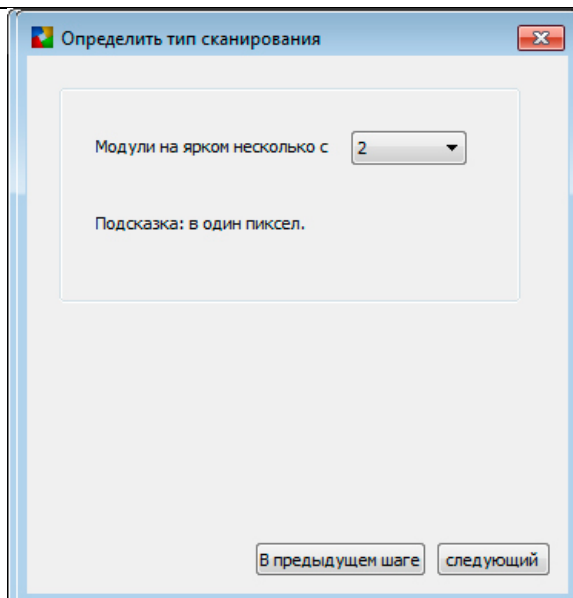 Определить тип сканирования
Модули на ярком несколько с 2
Подсказка: в один пиксел.
В предыдущем шаге следующий